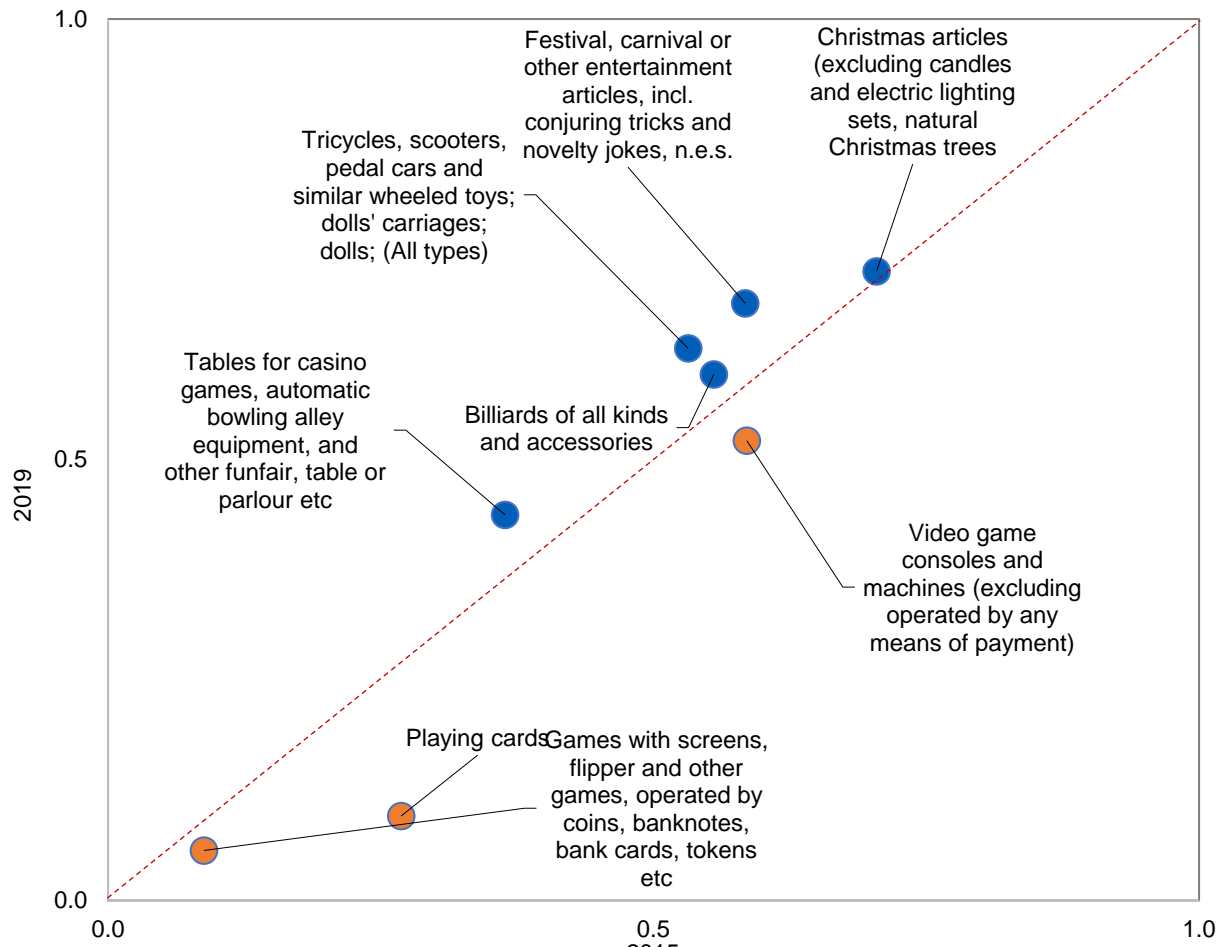 1.0
Festival, carnival or
other entertainment
articles, incl.
conjuring tricks and
novelty jokes, n.e.s.
Christmas articles
(excluding candles
and electric lighting
sets, natural
Christmas trees
Tricycles, scooters,
pedal cars and
similar wheeled toys;
dolls' carriages;
dolls; (All types)
Tables for casino
games, automatic
bowling alley
equipment, and
other funfair, table or
parlour etc
Billiards of all kinds
and accessories
0.5
2019
Video game
consoles and
machines (excluding
operated by any
means of payment)
Playing cards
Games with screens,
flipper and other
games, operated by
coins, banknotes,
bank cards, tokens
etc
0.0
0.0
0.5
1.0
2015